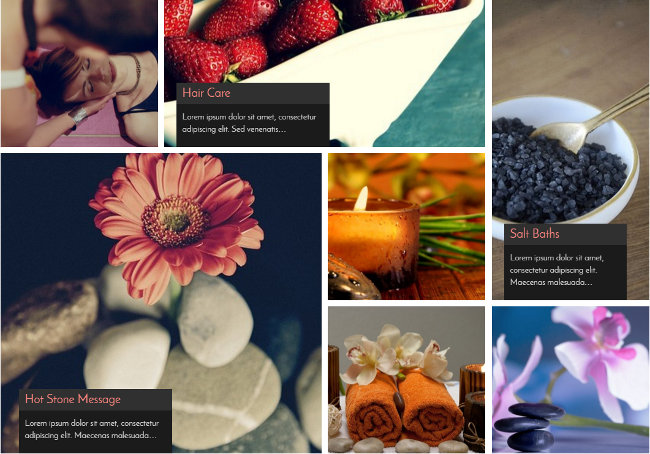 Hair Care
Lorem ipsum dolor sit amet, consectetur
adipiscing elit. Sed venenatis...
Salt Baths
Lorem ipsum dolor sit amet,
consectetur adipiscing elit.
Maecenas malesuada...
Hot Stone Message
Lorem ipsum dolor sit amet, consectetur
adipiscing elit. Maecenas malesuada...